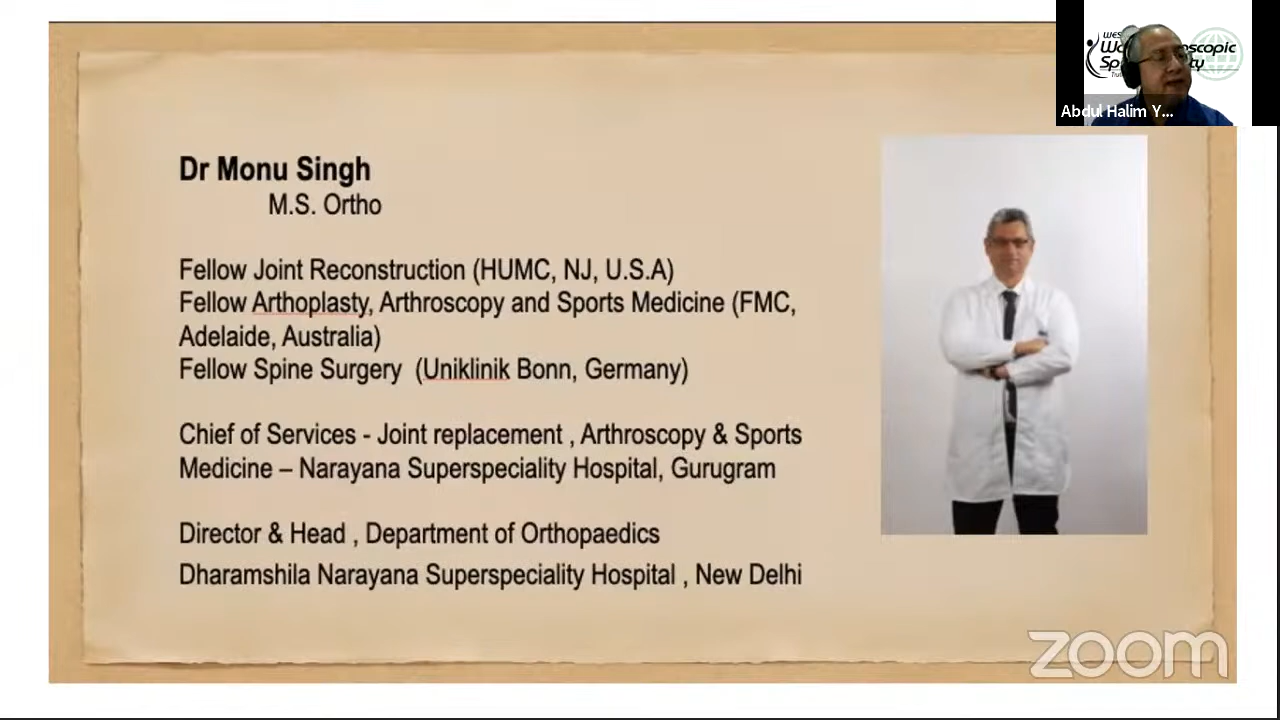 Dr Monu Singh
M.S. Ortho
Fellow Joint Reconstruction (HUMC, NJ, U.S.A)
Fellow Arthoplasty, Arthroscopy and Sports Medicine (FMC,
Adelaide, Australia)
Fellow Spine Surgery (Uniklinik Bonn, Germany)
Chief of Services - Joint replacement , Arthroscopy & Sports
Medicine – Narayana Superspeciality Hospital, Gurugram
Director & Head , Department of Orthopaedics
Dharamshila Narayana Superspeciality Hospital , New Delhi
Abdul Halim Y...
zoom